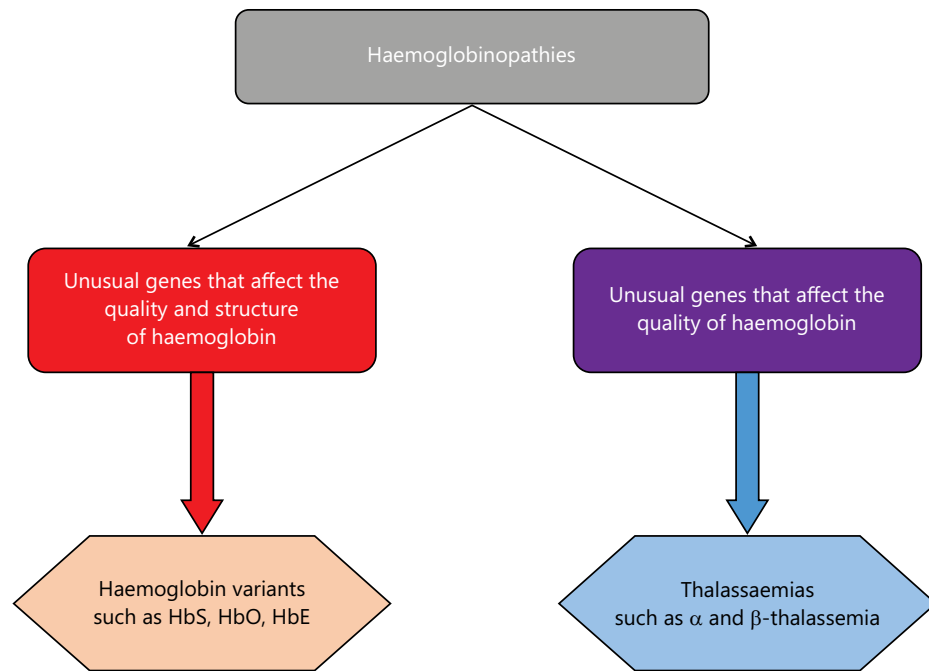 Haemoglobinopathies
Unusual genes that affect the
quality and structure
of haemoglobin
Unusual genes that affect the
quality of haemoglobin
Haemoglobin variants
such as HbS, HbO, HbE
Thalassaemias
such as α and β-thalassemia